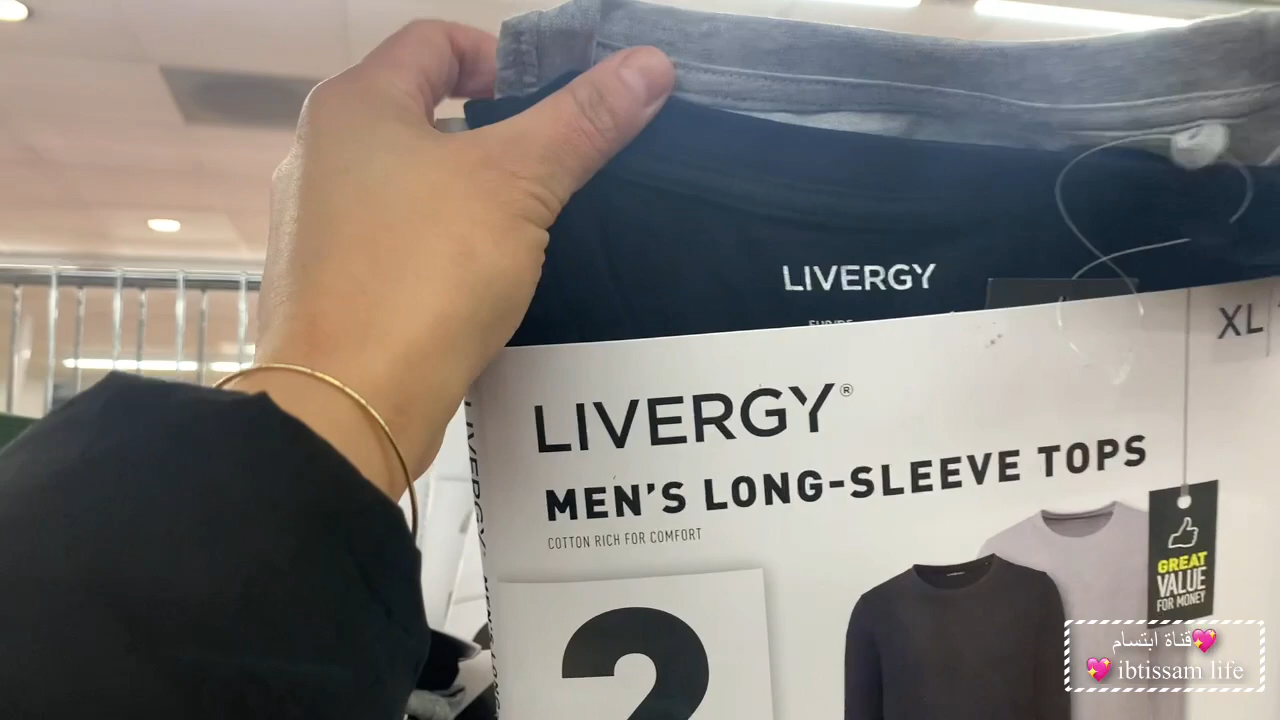 LIVERGY
XL
LIVERGY®
MEN'S LONG-SLEEVE TOPS
COTTON RICH FOR COMFORT
2
GREAT
VALUE
FOR MONEY
LIVERGY
قناة ابتسام💖
💖 ibtissam life